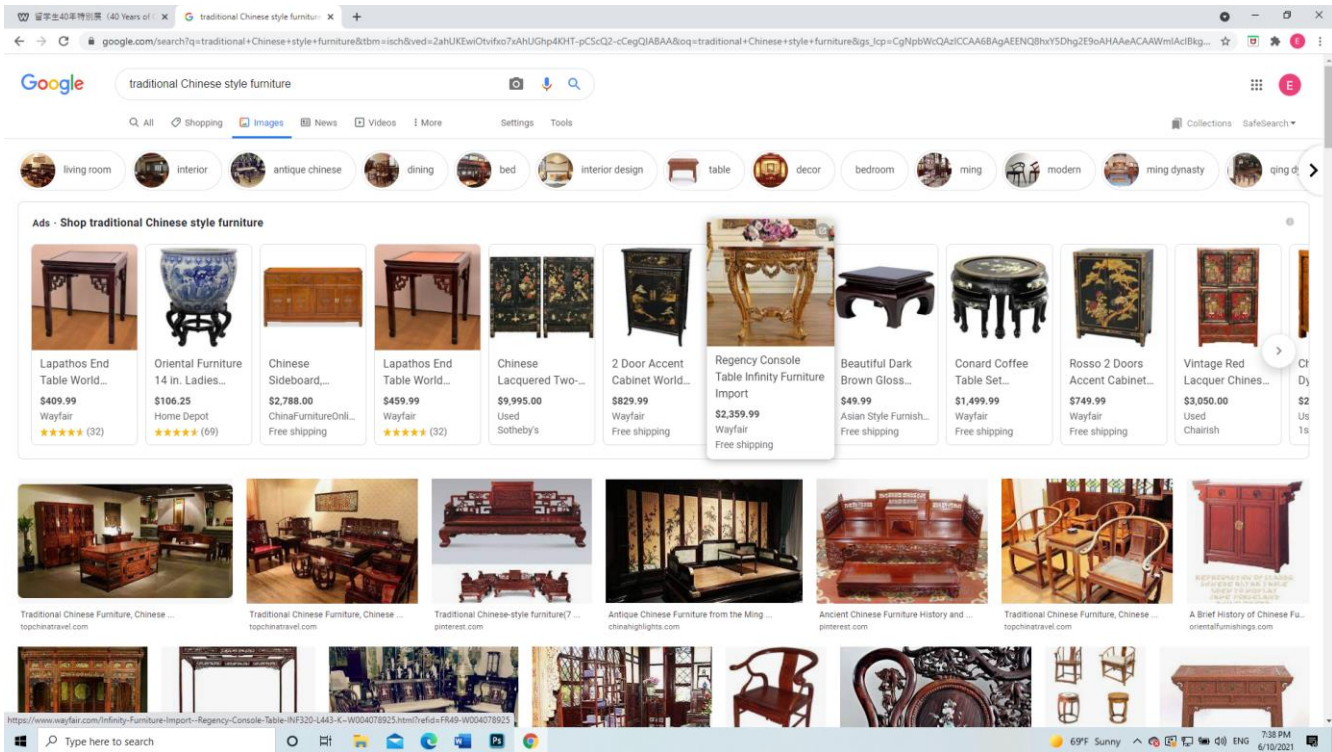 留学生40年特别展（40 Years of
traditional Chinese style furniture
google.com/search?q=traditional+Chinese+style+furniture&tbm=isch&ved=2ahUKEwiOtvifxo7xAhUGhp4KHT-pCScQ2-cCegQIABAA&oq=traditional+Chinese+style+furniture&gs_lcp=CgNpbWcQAzICCAA6BAgAEENQ8hxY5Dhg2E9oAHAAeACAAWmIAcIBkg...
E
Google
traditional Chinese style furniture
E
All Shopping Images News Videos More Settings Tools Collections SafeSearch
living room interior antique chinese dining bed interior design table decor bedroom ming modern ming dynasty qing dy
Ads · Shop traditional Chinese style furniture
Lapathos End
Table World...
$409.99
Wayfair
(32)
Oriental Furniture
14 in. Ladies...
$106.25
Home Depot
(69)
Chinese
Sideboard,...
$2,788.00
ChinaFurnitureOnli...
Free shipping
Lapathos End
Table World...
$459.99
Wayfair
(32)
Chinese
Lacquered Two-...
$9,995.00
Used
Sotheby's
2 Door Accent
Cabinet World...
$829.99
Wayfair
Free shipping
Regency Console
Table Infinity Furniture
Import
$2,359.99
Wayfair
Free shipping
Beautiful Dark
Brown Gloss...
$49.99
Asian Style Furnish...
Free shipping
Conard Coffee
Table Set...
$1,499.99
Wayfair
Free shipping
Rosso 2 Doors
Accent Cabinet...
$749.99
Wayfair
Free shipping
Vintage Red
Lacquer Chines...
$3,050.00
Used
Chairish
Ch
Dy
$2
Us
1s
Traditional Chinese Furniture, Chinese ...
topchinatravel.com
Traditional Chinese Furniture, Chinese ...
topchinatravel.com
Traditional Chinese-style furniture(7 ...
pinterest.com
Antique Chinese Furniture from the Ming ...
chinahighlights.com
Ancient Chinese Furniture History and ...
pinterest.com
Traditional Chinese Furniture, Chinese ...
topchinatravel.com
A Brief History of Chinese Fu...
orientalfurnishings.com
https://www.wayfair.com/Infinity-Furniture-Import--Regency-Console-Table-INF320-L443-K~W004078925.html?refid=FR49-W004078925
Type here to search
Ps
69°F Sunny
ENG
7:38 PM
6/10/2021